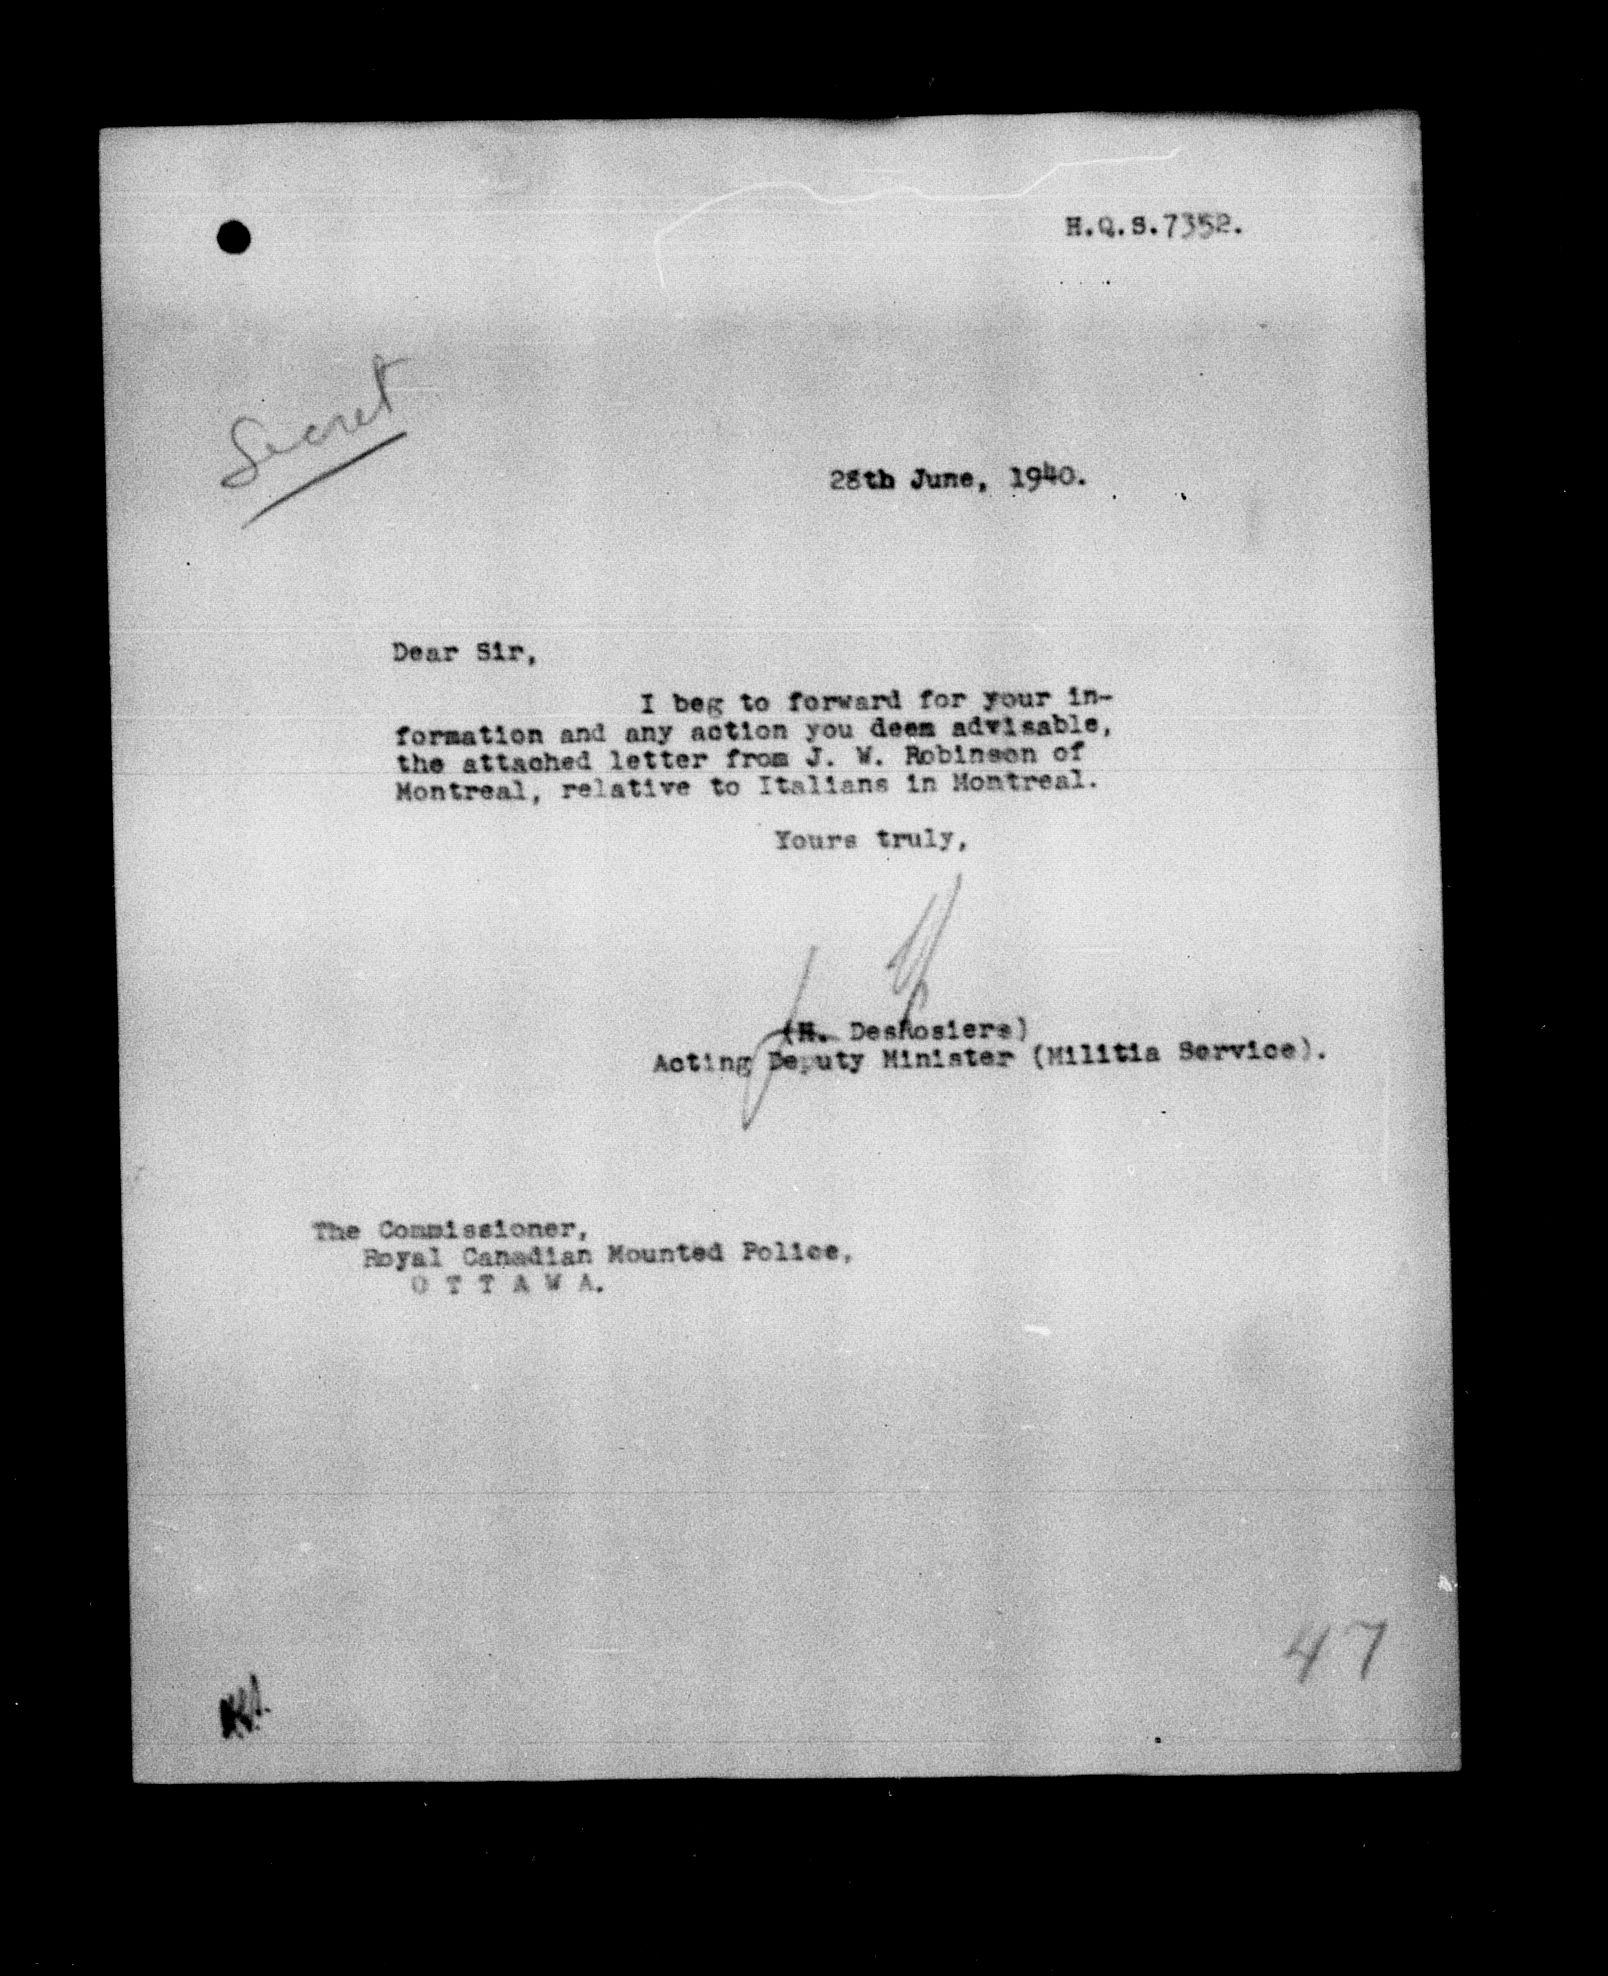 H.Q.S.7352.
Secret
28th June, 1940.
Dear Sir,
I beg to forward for your in-
formation and any action you deem advisable,
the attached letter from J. W. Robinson of
Montreal, relative to Italians in Montreal.
Yours truly,
(H. DesRosiers)
Acting Deputy Minister (Militia Service).
The Commissioner,
Royal Canadian Mounted Police,
O T T A W A.
47